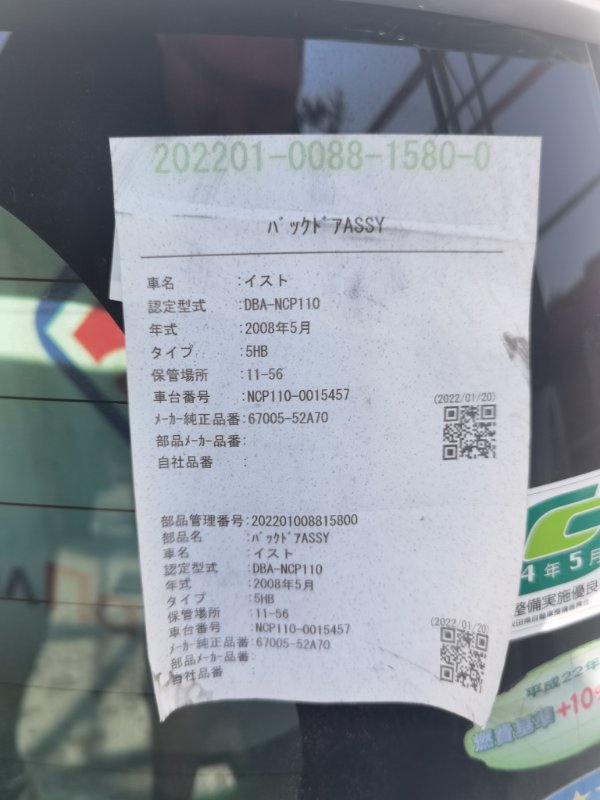 202201-0088-1580-0
ﾊﾞｯｸﾄﾞｱASSY
車名 :イスト
認定型式 :DBA-NCP110
年式 :2008年5月
タイプ :5HB
保管場所 :11-56
車台番号 :NCP110-0015457
(2022/01/20)
ﾒｰｶｰ純正品番:67005-52A70
部品ﾒｰｶｰ品番:
自社品番 :
部品管理番号:202201008815800
部品名 :ﾊﾞｯｸﾄﾞｱASSY
車名 :イスト
認定型式 :DBA-NCP110
年式 :2008年5月
タイプ :5HB
保管場所 :11-56
車台番号 :NCP110-0015457
(2022/01/20)
ﾒｰｶｰ純正品番:67005-52A70
部品ﾒｰｶｰ品番:
自社品番 :
4年5月
整備実施優良
平成22年
燃費基準+10